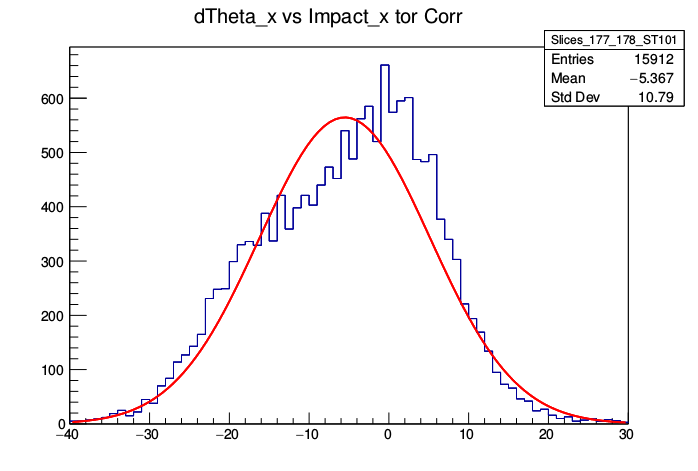 dTheta_x vs Impact_x tor Corr
Slices_177_178_ST101
Entries 15912
Mean −5.367
Std Dev 10.79
600
500
400
300
200
100
0
−40 −30 −20 −10 0 10 20 30